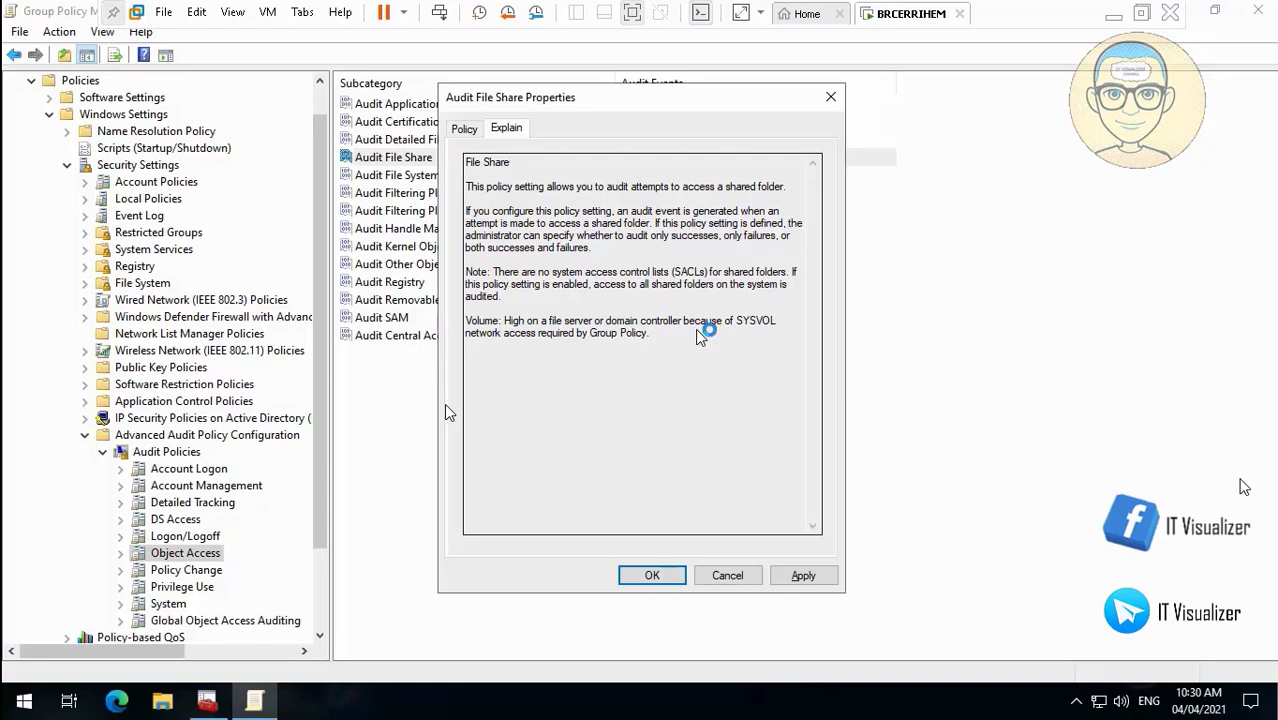 Group Policy M
File Edit View VM Tabs Help
Home
BRCERRIHEM
File Action View Help
Policies
Software Settings
Windows Settings
Name Resolution Policy
Scripts (Startup/Shutdown)
Security Settings
Account Policies
Local Policies
Event Log
Restricted Groups
System Services
Registry
File System
Wired Network (IEEE 802.3) Policies
Windows Defender Firewall with Advanc
Network List Manager Policies
Wireless Network (IEEE 802.11) Policies
Public Key Policies
Software Restriction Policies
Application Control Policies
IP Security Policies on Active Directory (
Advanced Audit Policy Configuration
Audit Policies
Account Logon
Account Management
Detailed Tracking
DS Access
Logon/Logoff
Object Access
Policy Change
Privilege Use
System
Global Object Access Auditing
Policy-based QoS
Subcategory
Audit Events
Audit Application
Audit Certificatio
Audit Detailed Fi
Audit File Share
Audit File System
Audit Filtering Pl
Audit Filtering Pl
Audit Handle Ma
Audit Kernel Obj
Audit Other Obje
Audit Registry
Audit Removable
Audit SAM
Audit Central Ac
Audit File Share Properties
Policy Explain
File Share
This policy setting allows you to audit attempts to access a shared folder.
If you configure this policy setting, an audit event is generated when an
attempt is made to access a shared folder. If this policy setting is defined, the
administrator can specify whether to audit only successes, only failures, or
both successes and failures.
Note: There are no system access control lists (SACLs) for shared folders. If
this policy setting is enabled, access to all shared folders on the system is
audited.
Volume: High on a file server or domain controller because of SYSVOL
network access required by Group Policy.
OK Cancel Apply
IT VISUALIZER
IT Visualizer
IT Visualizer
ENG
10:30 AM
04/04/2021